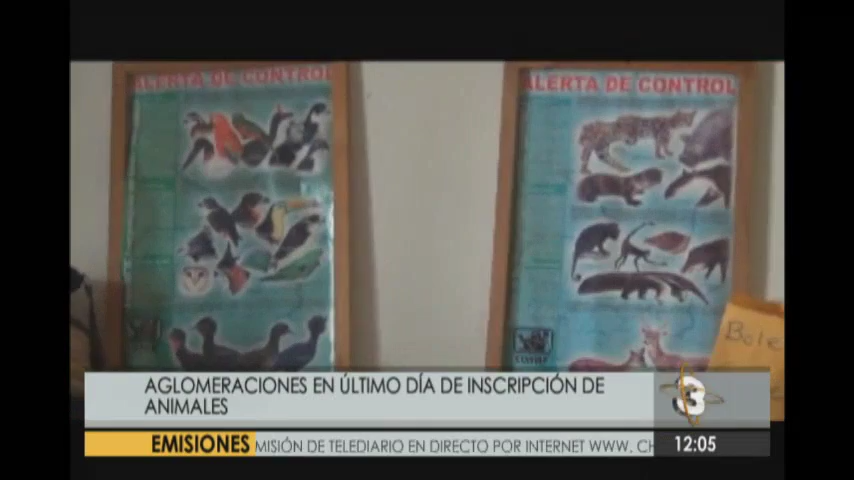 ALERTA DE CONTROL
ALERTA DE CONTROL
Bole
AGLOMERACIONES EN ÚLTIMO DÍA DE INSCRIPCIÓN DE
ANIMALES
3
EMISIONES MISIÓN DE TELEDIARIO EN DIRECTO POR INTERNET WWW. CH
12:05